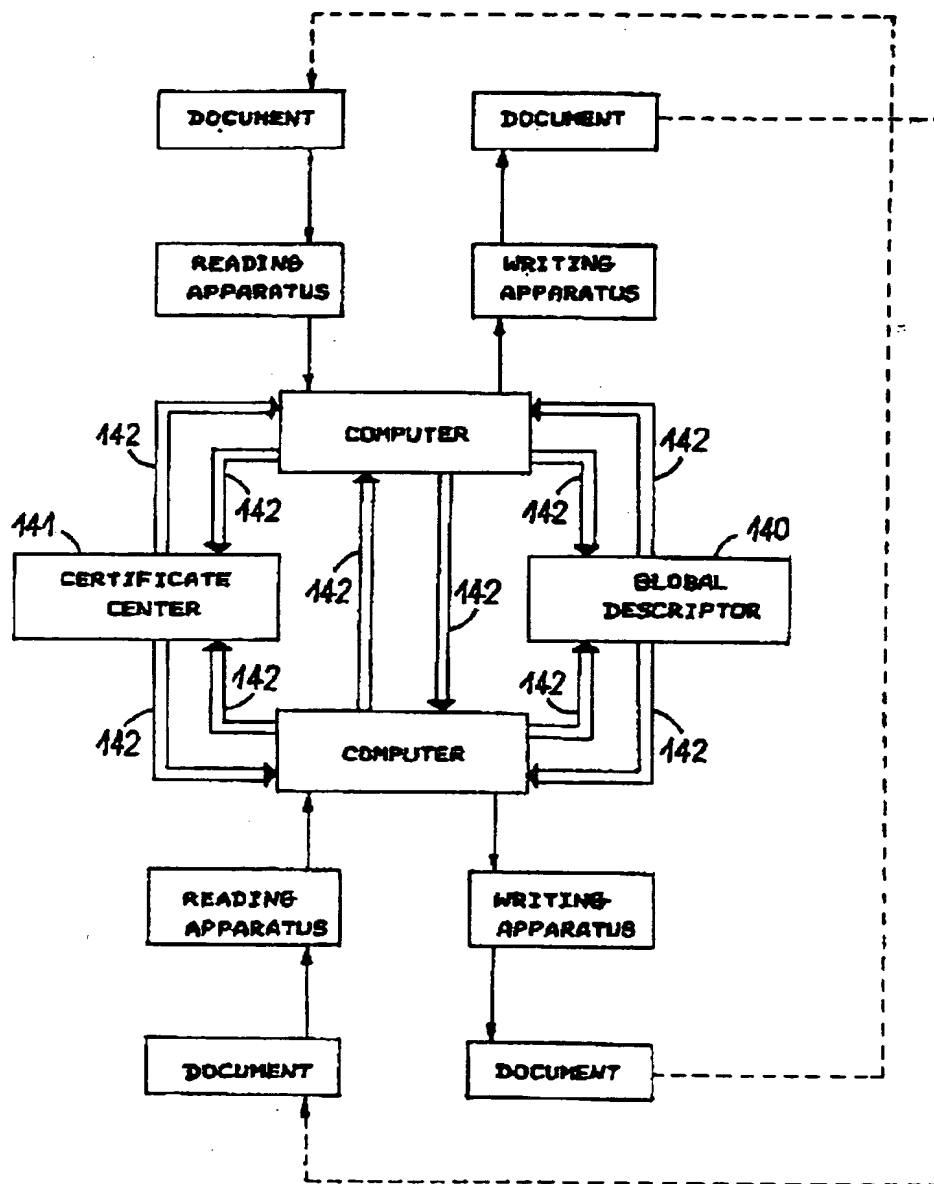 DOCUMENT
DOCUMENT
READING
APPARATUS
WRITING
APPARATUS
COMPUTER
142
142
142
142
141
140
CERTIFICATE
CENTER
142
142
GLOBAL
DESCRIPTOR
142
142
142
142
COMPUTER
READING
APPARATUS
WRITING
APPARATUS
DOCUMENT
DOCUMENT